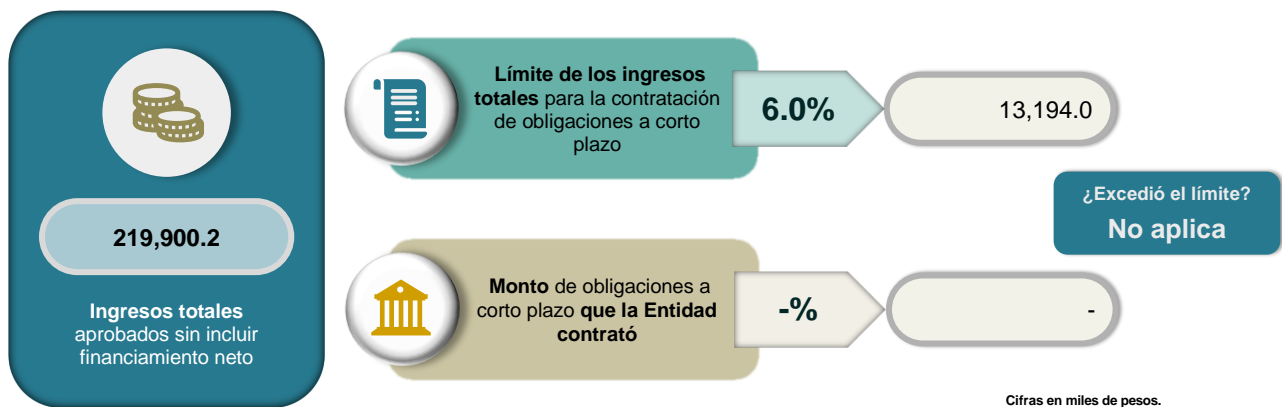 219,900.2
Ingresos totales
aprobados sin incluir
financiamiento neto
Límite de los ingresos
totales para la contratación
de obligaciones a corto
plazo
6.0%
13,194.0
¿Excedió el límite?
No aplica
Monto de obligaciones a
corto plazo que la Entidad
contrató
-%
-
Cifras en miles de pesos.